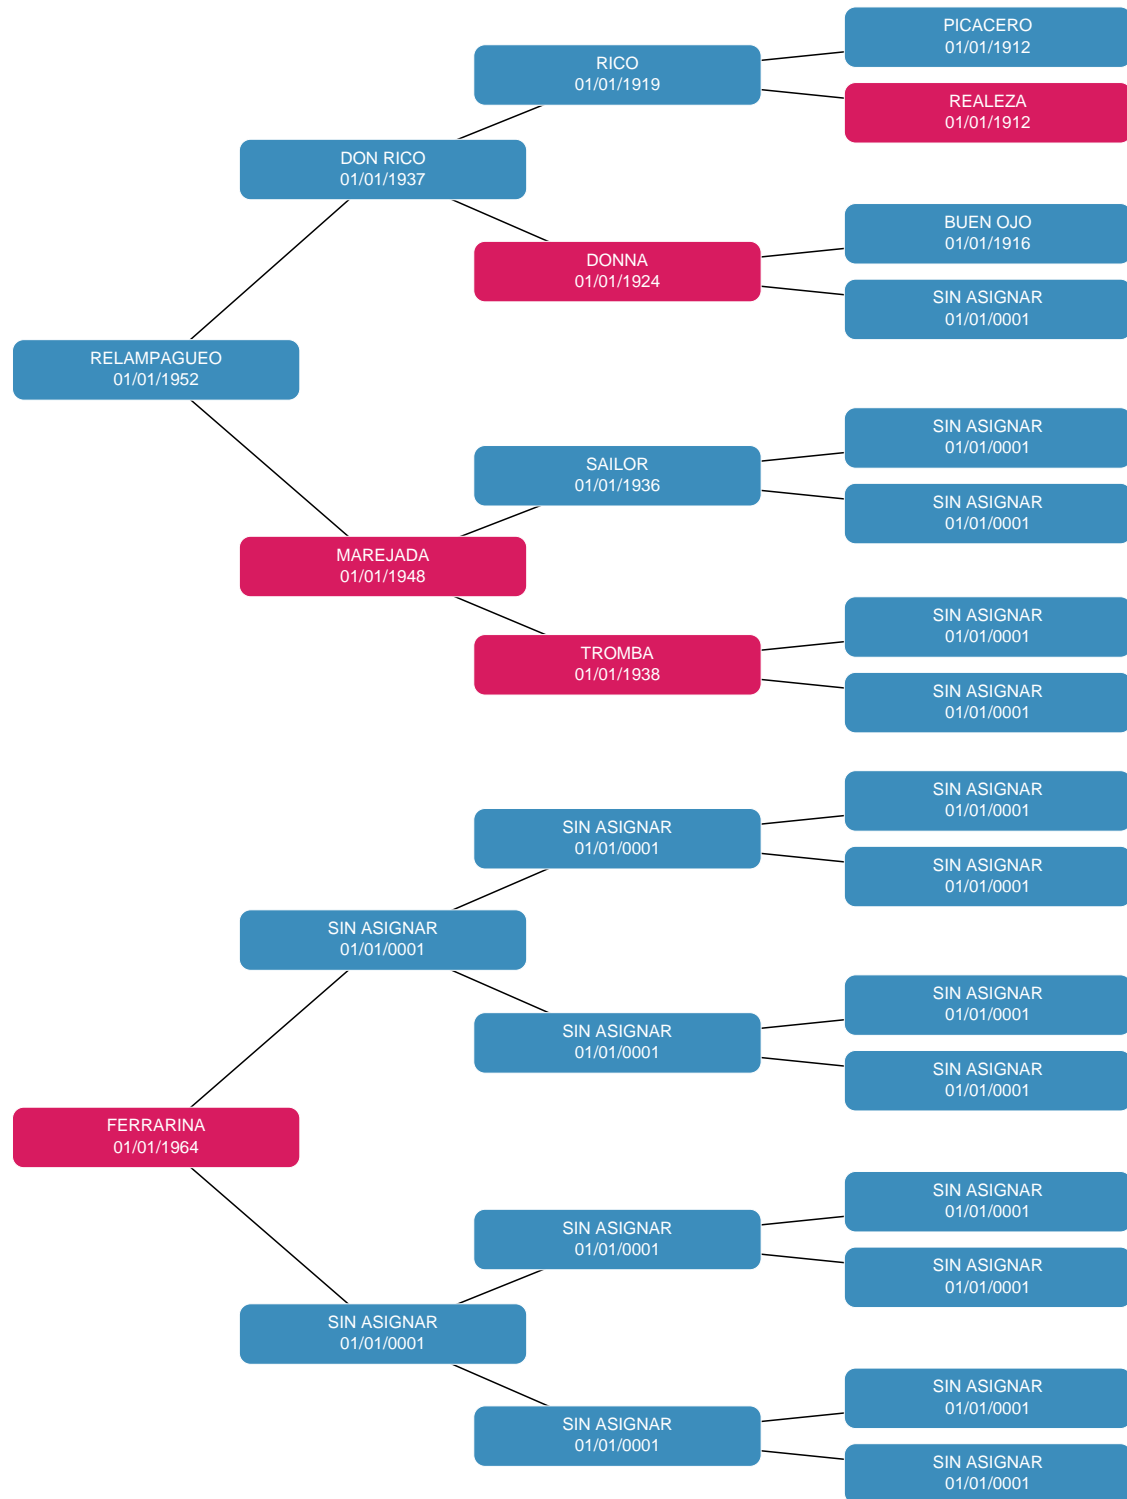 PICACERO
01/01/1912
RICO
01/01/1919
REALEZA
01/01/1912
DON RICO
01/01/1937
BUEN OJO
01/01/1916
DONNA
01/01/1924
SIN ASIGNAR
01/01/0001
RELAMPAGUEO
01/01/1952
SIN ASIGNAR
01/01/0001
SAILOR
01/01/1936
SIN ASIGNAR
01/01/0001
MAREJADA
01/01/1948
SIN ASIGNAR
01/01/0001
TROMBA
01/01/1938
SIN ASIGNAR
01/01/0001
SIN ASIGNAR
01/01/0001
SIN ASIGNAR
01/01/0001
SIN ASIGNAR
01/01/0001
SIN ASIGNAR
01/01/0001
SIN ASIGNAR
01/01/0001
SIN ASIGNAR
01/01/0001
SIN ASIGNAR
01/01/0001
FERRARINA
01/01/1964
SIN ASIGNAR
01/01/0001
SIN ASIGNAR
01/01/0001
SIN ASIGNAR
01/01/0001
SIN ASIGNAR
01/01/0001
SIN ASIGNAR
01/01/0001
SIN ASIGNAR
01/01/0001
SIN ASIGNAR
01/01/0001